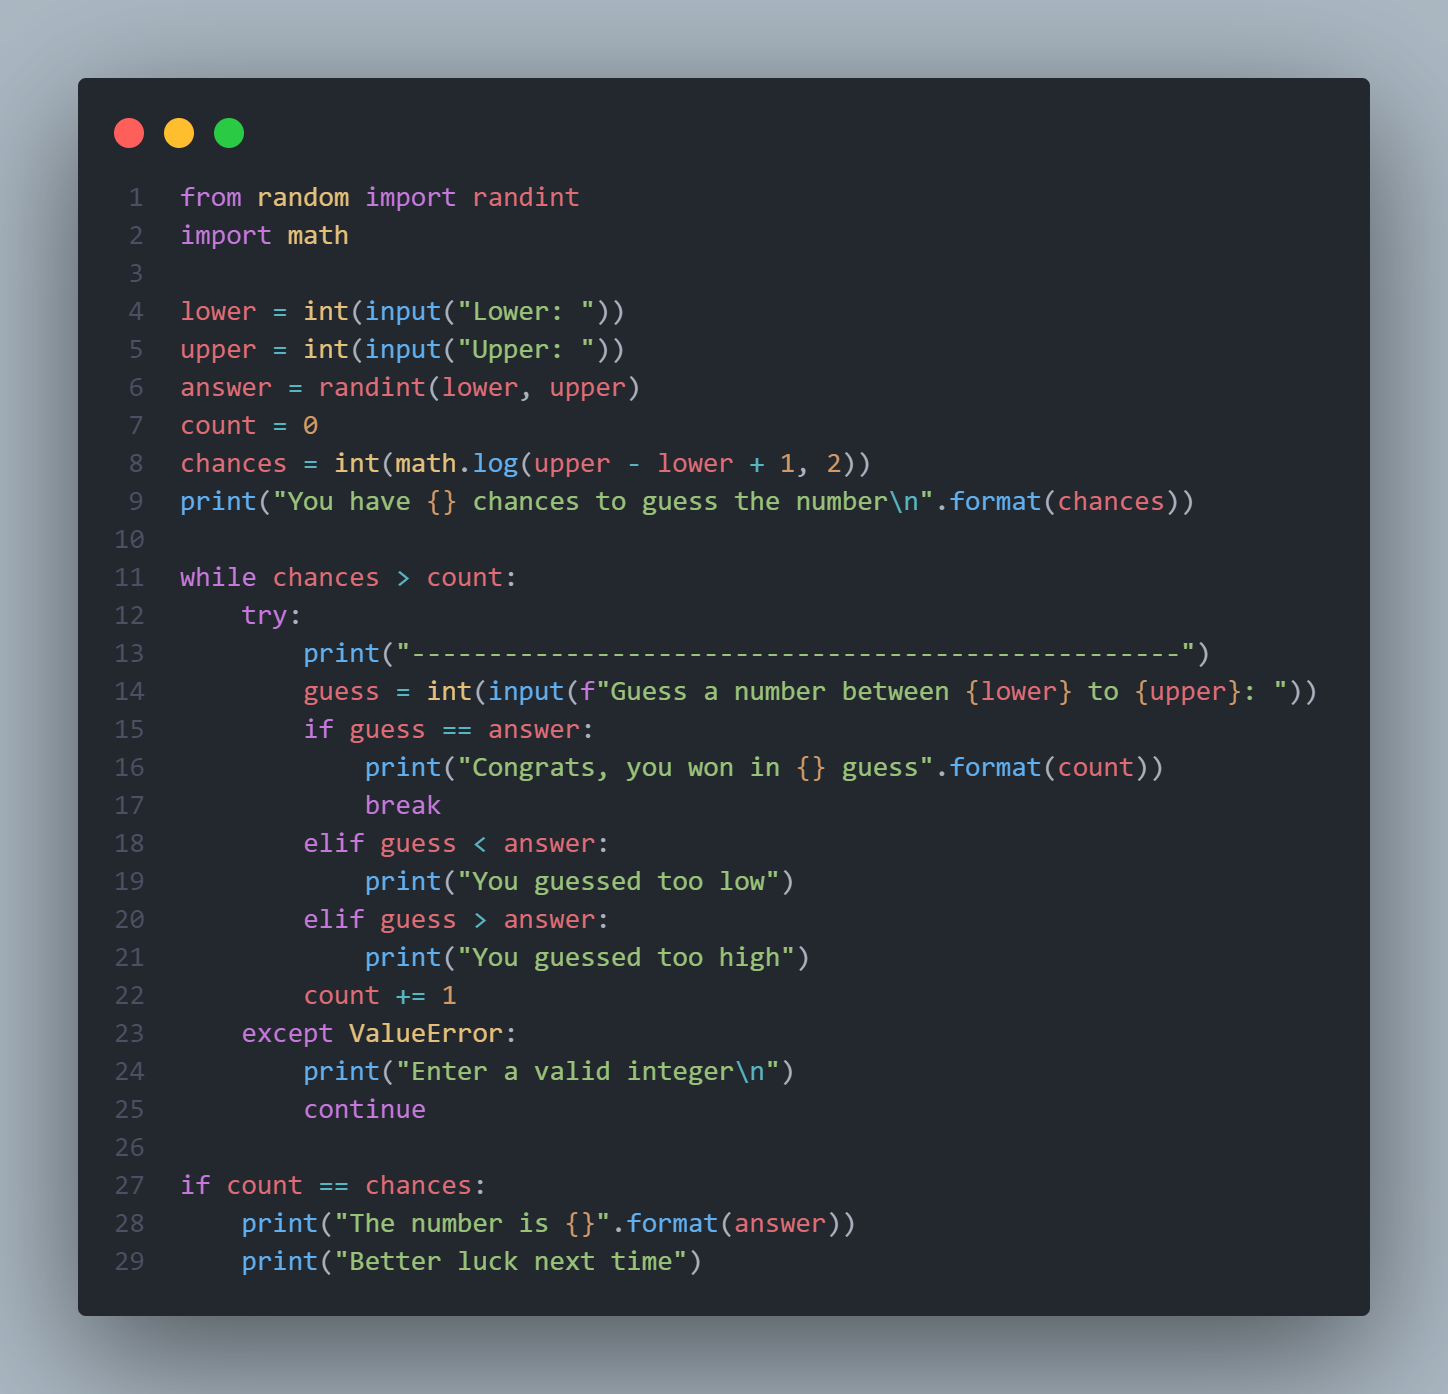 1 from random import randint
2 import math
3
4 lower = int(input("Lower: "))
5 upper = int(input("Upper: "))
6 answer = randint(lower, upper)
7 count = 0
8 chances = int(math.log(upper - lower + 1, 2))
9 print("You have {} chances to guess the number\n".format(chances))
10
11 while chances > count:
12     try:
13         print("--------------------------------------------------")
14         guess = int(input(f"Guess a number between {lower} to {upper}: "))
15         if guess == answer:
16             print("Congrats, you won in {} guess".format(count))
17             break
18         elif guess < answer:
19             print("You guessed too low")
20         elif guess > answer:
21             print("You guessed too high")
22         count += 1
23     except ValueError:
24         print("Enter a valid integer\n")
25         continue
26
27 if count == chances:
28     print("The number is {}".format(answer))
29     print("Better luck next time")